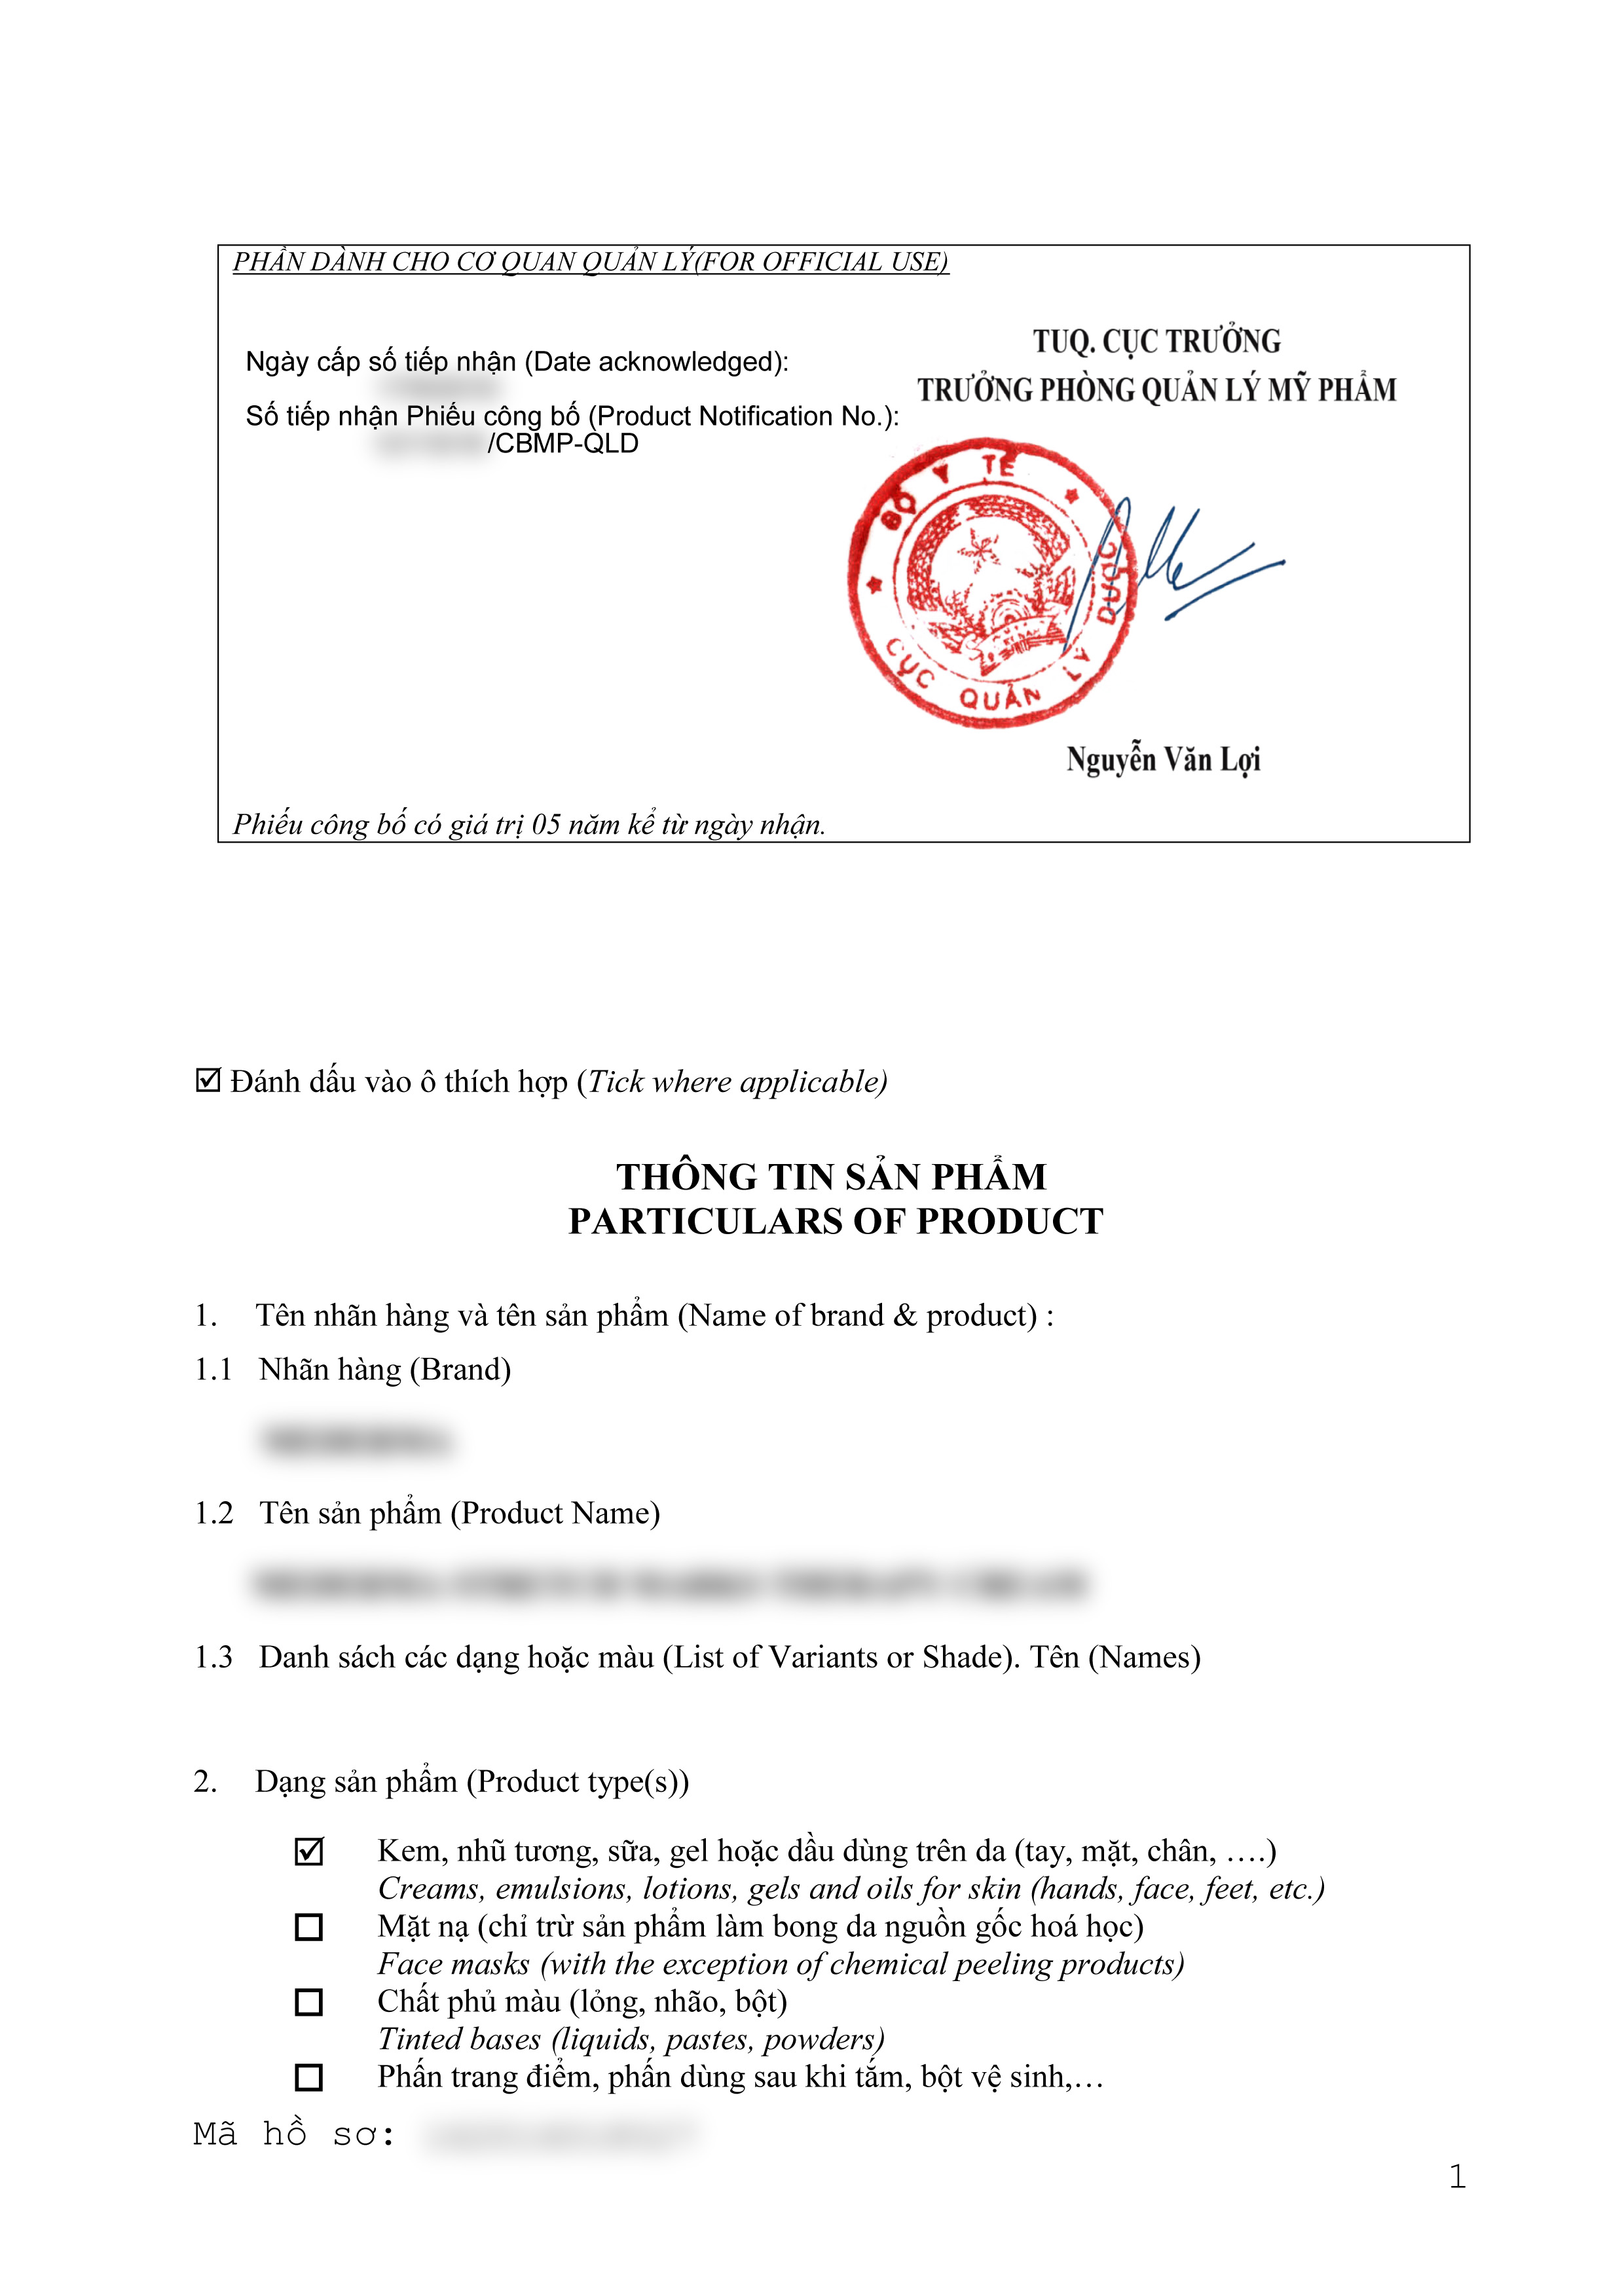 PHẦN DÀNH CHO CƠ QUAN QUẢN LÝ(FOR OFFICIAL USE)
TUQ. CỤC TRƯỞNG
TRƯỞNG PHÒNG QUẢN LÝ MỸ PHẨM
Ngày cấp số tiếp nhận (Date acknowledged):
Số tiếp nhận Phiếu công bố (Product Notification No.):
/CBMP-QLD
BỘ Y TẾ
CỤC QUẢN LÝ DƯỢC
Nguyễn Văn Lợi
Phiếu công bố có giá trị 05 năm kể từ ngày nhận.
Đánh dấu vào ô thích hợp (Tick where applicable)
THÔNG TIN SẢN PHẨM
PARTICULARS OF PRODUCT
1. Tên nhãn hàng và tên sản phẩm (Name of brand & product) :
1.1 Nhãn hàng (Brand)
1.2 Tên sản phẩm (Product Name)
1.3 Danh sách các dạng hoặc màu (List of Variants or Shade). Tên (Names)
2. Dạng sản phẩm (Product type(s))
Kem, nhũ tương, sữa, gel hoặc dầu dùng trên da (tay, mặt, chân, ….)
Creams, emulsions, lotions, gels and oils for skin (hands, face, feet, etc.)
Mặt nạ (chỉ trừ sản phẩm làm bong da nguồn gốc hoá học)
Face masks (with the exception of chemical peeling products)
Chất phủ màu (lỏng, nhão, bột)
Tinted bases (liquids, pastes, powders)
Phấn trang điểm, phấn dùng sau khi tắm, bột vệ sinh,…
Mã hồ sơ:
1